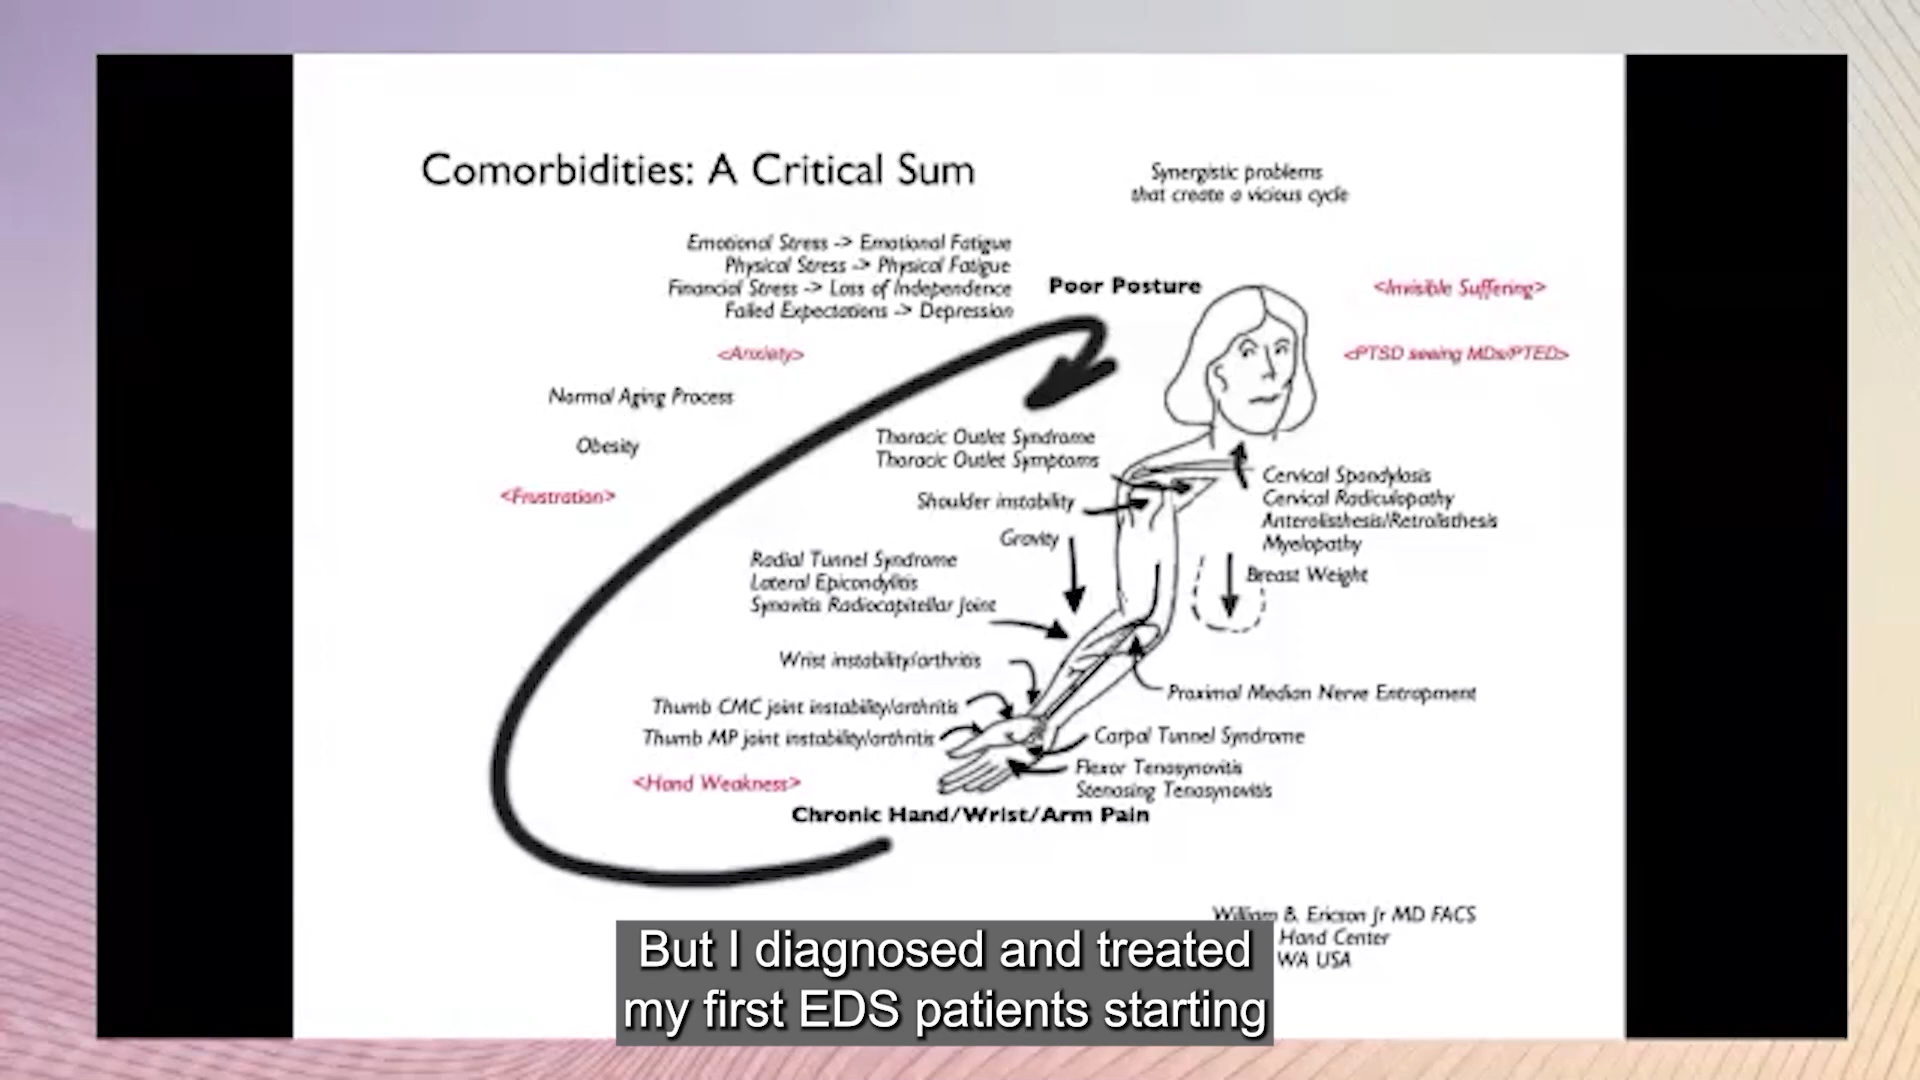 Comorbidities: A Critical Sum
Synergistic problems
that create a vicious cycle
Emotional Stress -> Emotional Fatigue
Physical Stress -> Physical Fatigue
Financial Stress -> Loss of Independence
Failed Expectations -> Depression
Poor Posture
<Invisible Suffering>
<Anxiety>
<PTSD seeing MDs/PTED>
Normal Aging Process
Obesity
<Frustration>
Thoracic Outlet Syndrome
Thoracic Outlet Symptoms
Shoulder instability
Gravity
Cervical Spondylosis
Cervical Radiculopathy
Anterolisthesis/Retrolisthesis
Myelopathy
Breast Weight
Radial Tunnel Syndrome
Lateral Epicondylitis
Synovitis Radiocapitellar Joint
Wrist instability/arthritis
Proximal Median Nerve Entrapment
Thumb CMC joint instability/arthritis
Thumb MP joint instability/arthritis
Carpal Tunnel Syndrome
Flexor Tenosynovitis
Stenosing Tenosynovitis
<Hand Weakness>
Chronic Hand/Wrist/Arm Pain
William B. Ericson Jr MD FACS
Hand Center
WA USA
But I diagnosed and treated
my first EDS patients starting